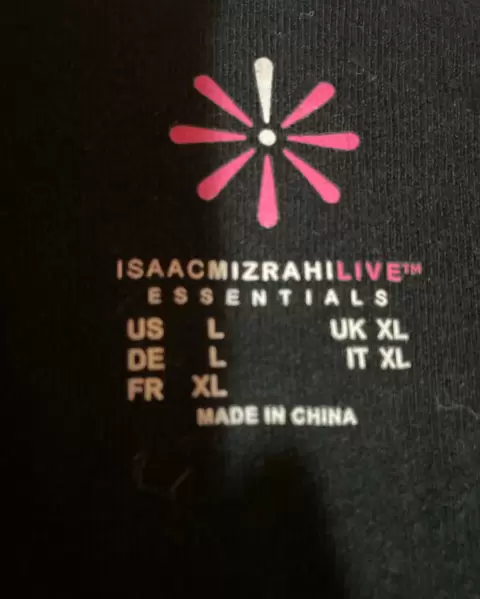 ISAACMIZRAHILIVE™
ESSENTIALS
US L UK XL
DE L IT XL
FR XL
MADE IN CHINA